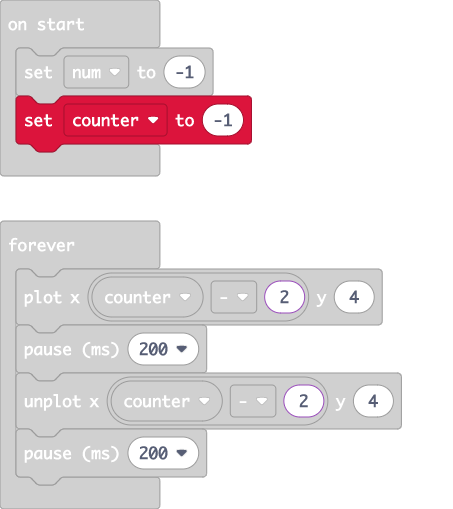 on start
set num to -1
set counter to -1
forever
plot x counter - 2 y 4
pause (ms) 200
unplot x counter - 2 y 4
pause (ms) 200